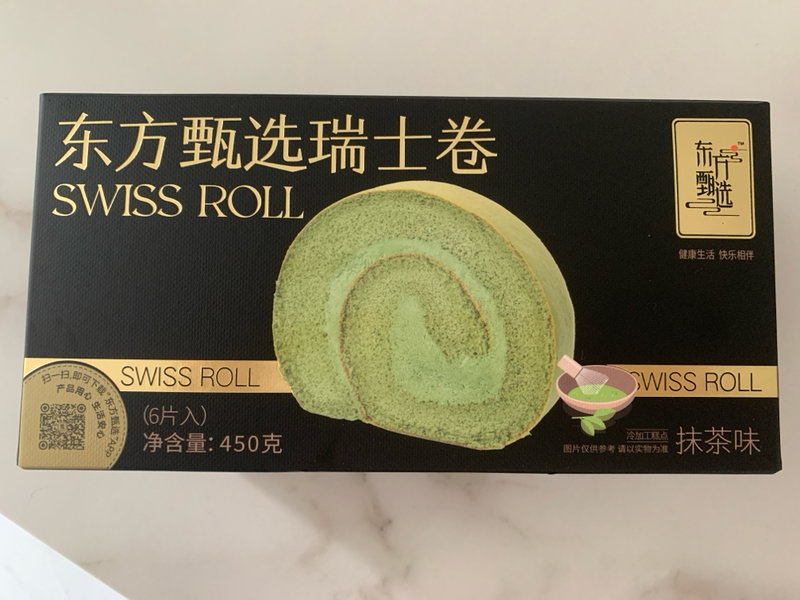 东方甄选瑞士卷
SWISS ROLL
东方甄选
TM
健康生活 快乐相伴
SWISS ROLL
SWISS ROLL
扫一扫,即可下载"东方甄选"App
产品用心 生活安心
(6片入)
净含量: 450克
冷加工糕点
图片仅供参考 请以实物为准
抹茶味